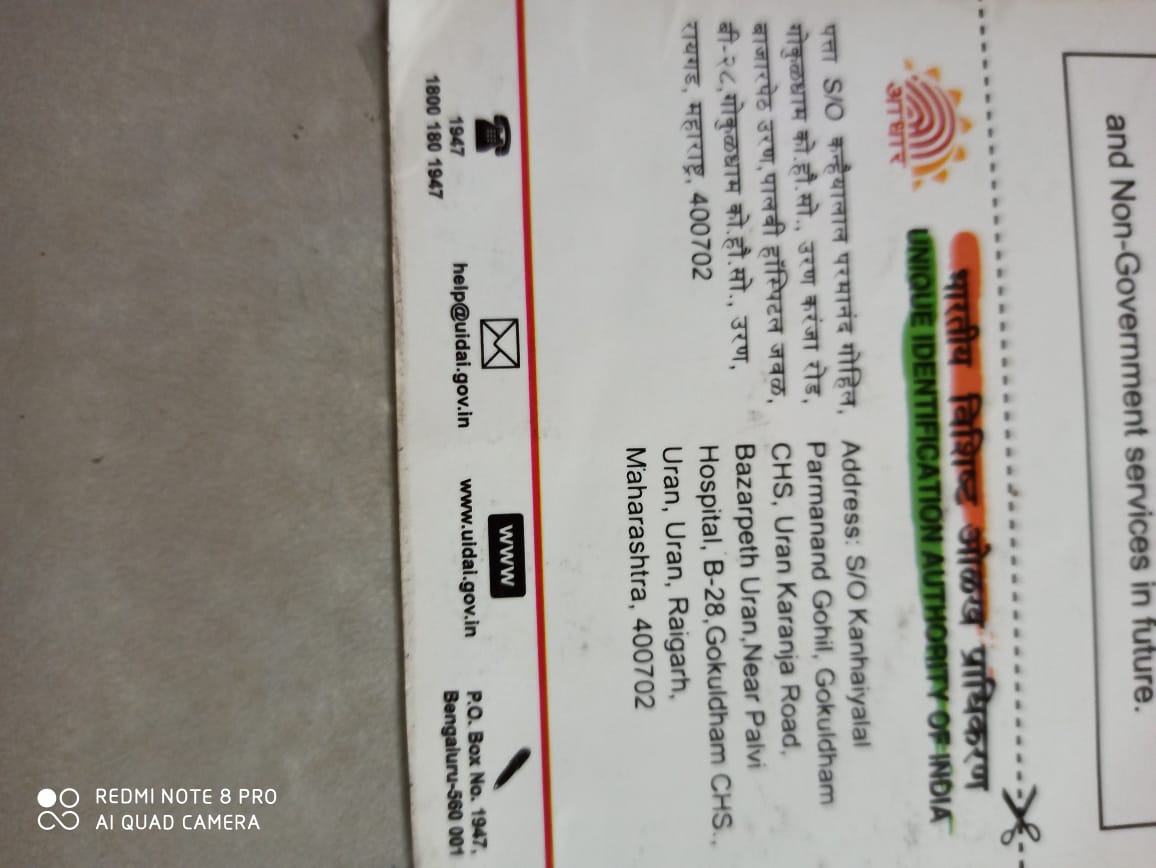 and Non-Government services in future.
भारतीय विशिष्ट ओळख प्राधिकरण
UNIQUE IDENTIFICATION AUTHORITY OF INDIA
आधार
पत्ता S/O कन्हैयालाल परमानंद गोहिल,
गोकुळधाम को.हौ.सो., उरण करंजा रोड,
बाजारपेठ उरण,पालवी हॉस्पिटल जवळ,
बी-२८,गोकुळधाम को.हौ.सो., उरण,
रायगड, महाराष्ट्र, 400702
Address: S/O Kanhaiyalal
Parmanand Gohil, Gokuldham
CHS, Uran Karanja Road,
Bazarpeth Uran,Near Palvi
Hospital, B-28,Gokuldham CHS.,
Uran, Uran, Raigarh,
Maharashtra, 400702
1947
1800 180 1947
help@uidai.gov.in
www
www.uidai.gov.in
P.O. Box No. 1947,
Bengaluru-560 001
REDMI NOTE 8 PRO
AI QUAD CAMERA